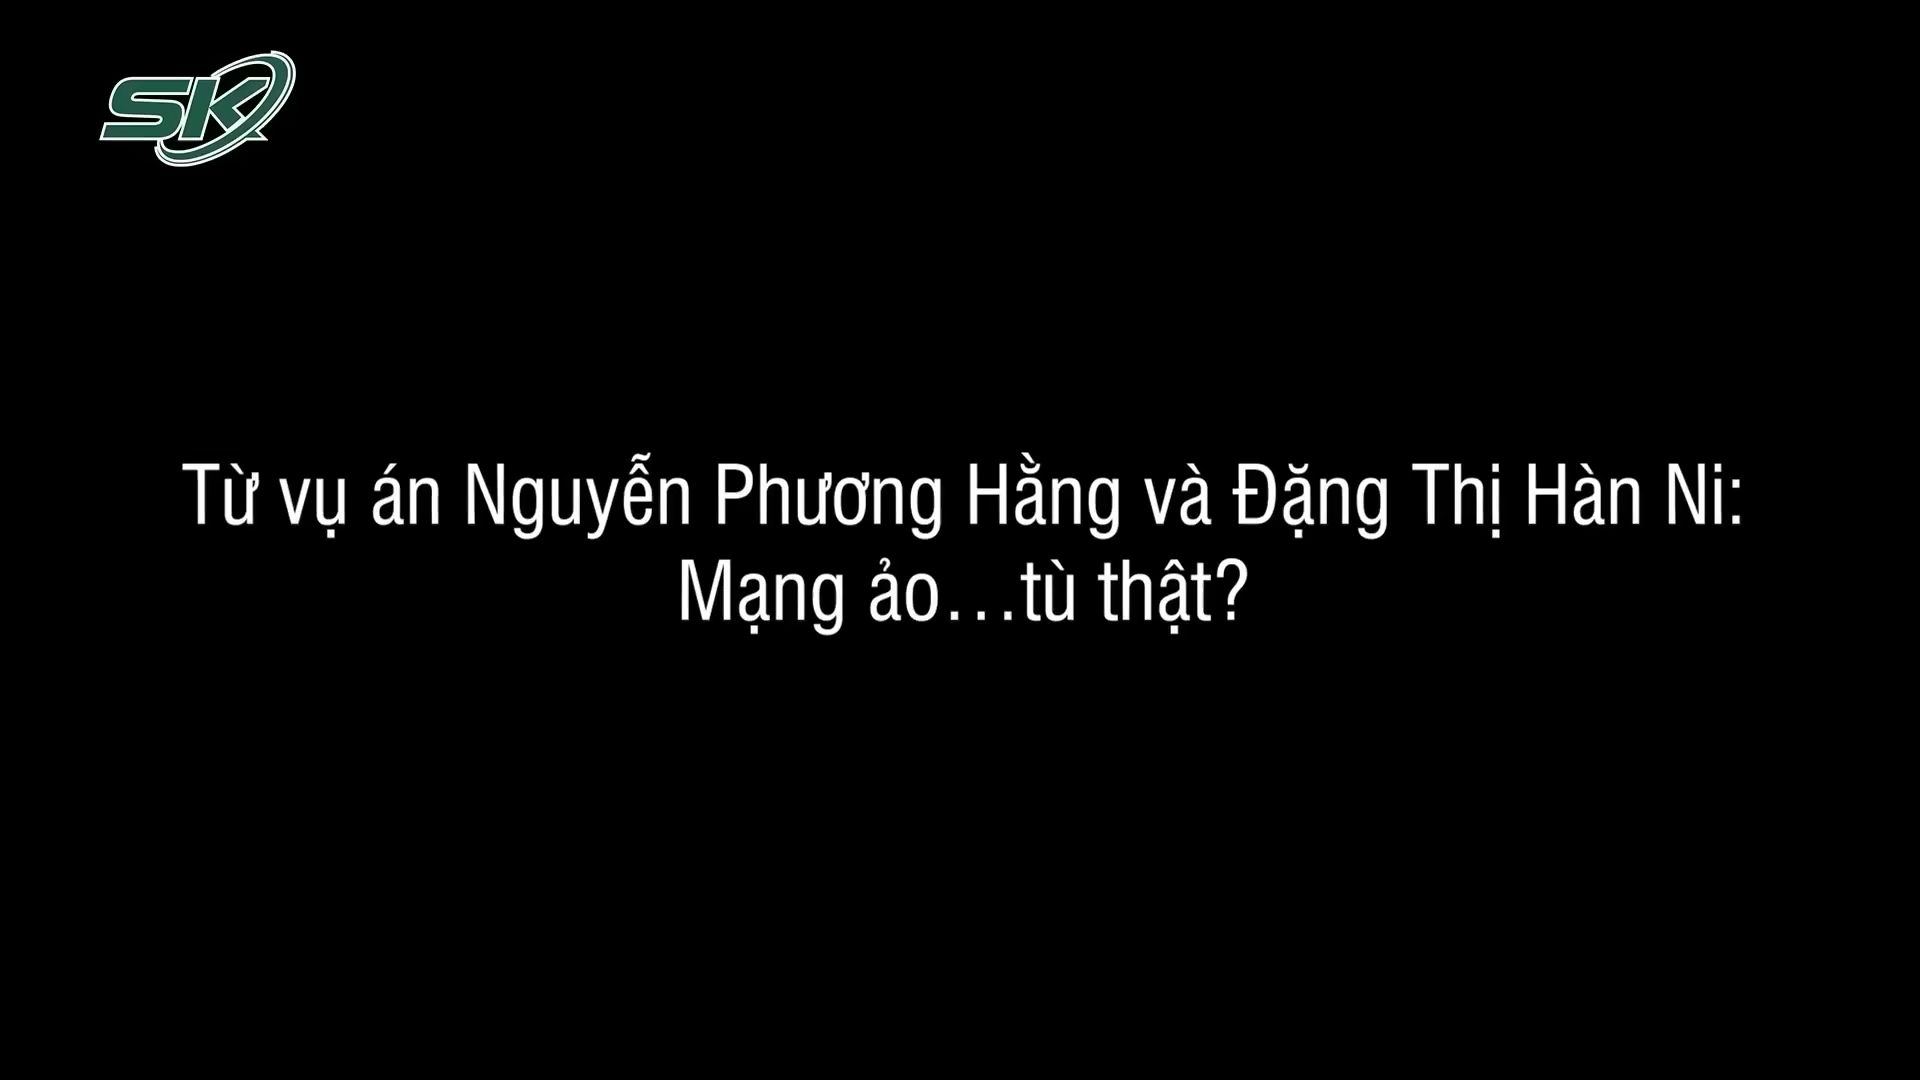 SK
Từ vụ án Nguyễn Phương Hằng và Đặng Thị Hàn Ni:
Mạng ảo...tù thật?